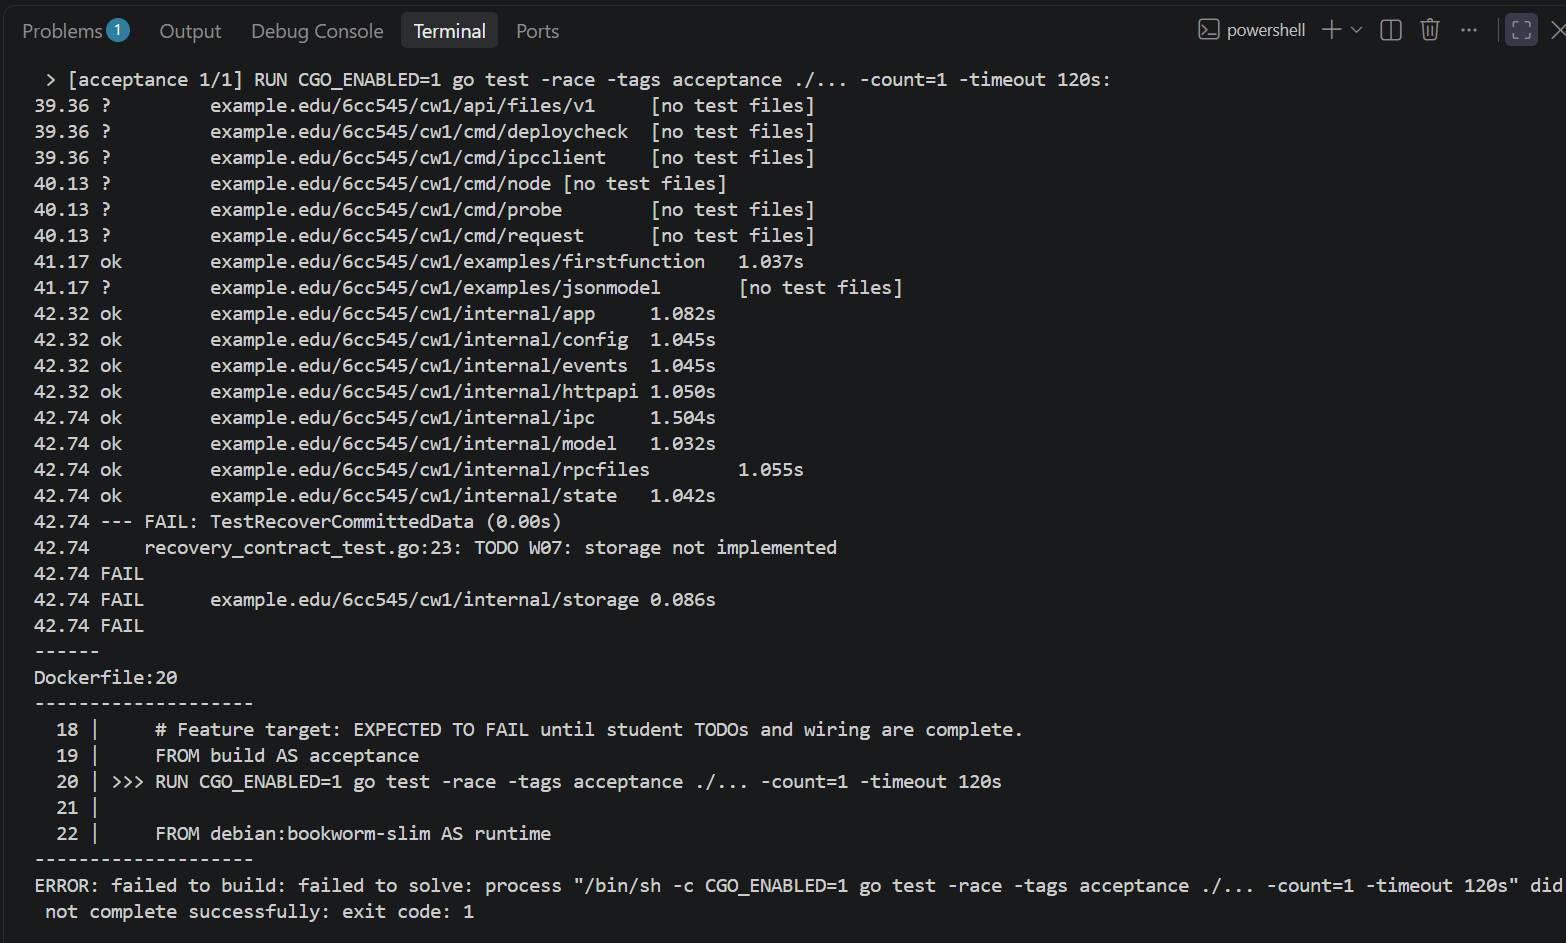 Problems 1 Output Debug Console Terminal Ports powershell
> [acceptance 1/1] RUN CGO_ENABLED=1 go test -race -tags acceptance ./... -count=1 -timeout 120s:
39.36 ? example.edu/6cc545/cw1/api/files/v1 [no test files]
39.36 ? example.edu/6cc545/cw1/cmd/deploycheck [no test files]
39.36 ? example.edu/6cc545/cw1/cmd/ipcclient [no test files]
40.13 ? example.edu/6cc545/cw1/cmd/node [no test files]
40.13 ? example.edu/6cc545/cw1/cmd/probe [no test files]
40.13 ? example.edu/6cc545/cw1/cmd/request [no test files]
41.17 ok example.edu/6cc545/cw1/examples/firstfunction 1.037s
41.17 ? example.edu/6cc545/cw1/examples/jsonmodel [no test files]
42.32 ok example.edu/6cc545/cw1/internal/app 1.082s
42.32 ok example.edu/6cc545/cw1/internal/config 1.045s
42.32 ok example.edu/6cc545/cw1/internal/events 1.045s
42.32 ok example.edu/6cc545/cw1/internal/httpapi 1.050s
42.74 ok example.edu/6cc545/cw1/internal/ipc 1.504s
42.74 ok example.edu/6cc545/cw1/internal/model 1.032s
42.74 ok example.edu/6cc545/cw1/internal/rpcfiles 1.055s
42.74 ok example.edu/6cc545/cw1/internal/state 1.042s
42.74 --- FAIL: TestRecoverCommittedData (0.00s)
42.74 recovery_contract_test.go:23: TODO W07: storage not implemented
42.74 FAIL
42.74 FAIL example.edu/6cc545/cw1/internal/storage 0.086s
42.74 FAIL
------
Dockerfile:20
--------------------
18 | # Feature target: EXPECTED TO FAIL until student TODOs and wiring are complete.
19 | FROM build AS acceptance
20 | >>> RUN CGO_ENABLED=1 go test -race -tags acceptance ./... -count=1 -timeout 120s
21 |
22 | FROM debian:bookworm-slim AS runtime
--------------------
ERROR: failed to build: failed to solve: process "/bin/sh -c CGO_ENABLED=1 go test -race -tags acceptance ./... -count=1 -timeout 120s" did
not complete successfully: exit code: 1